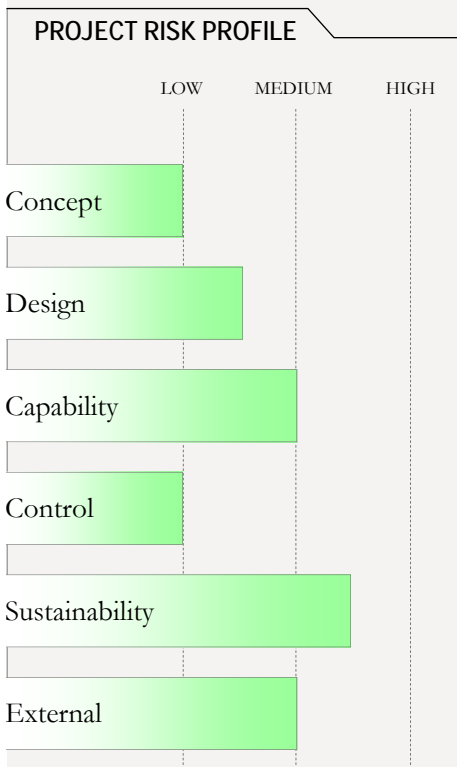 PROJECT RISK PROFILE
LOW MEDIUM HIGH
Concept
Design
Capability
Control
Sustainability
External